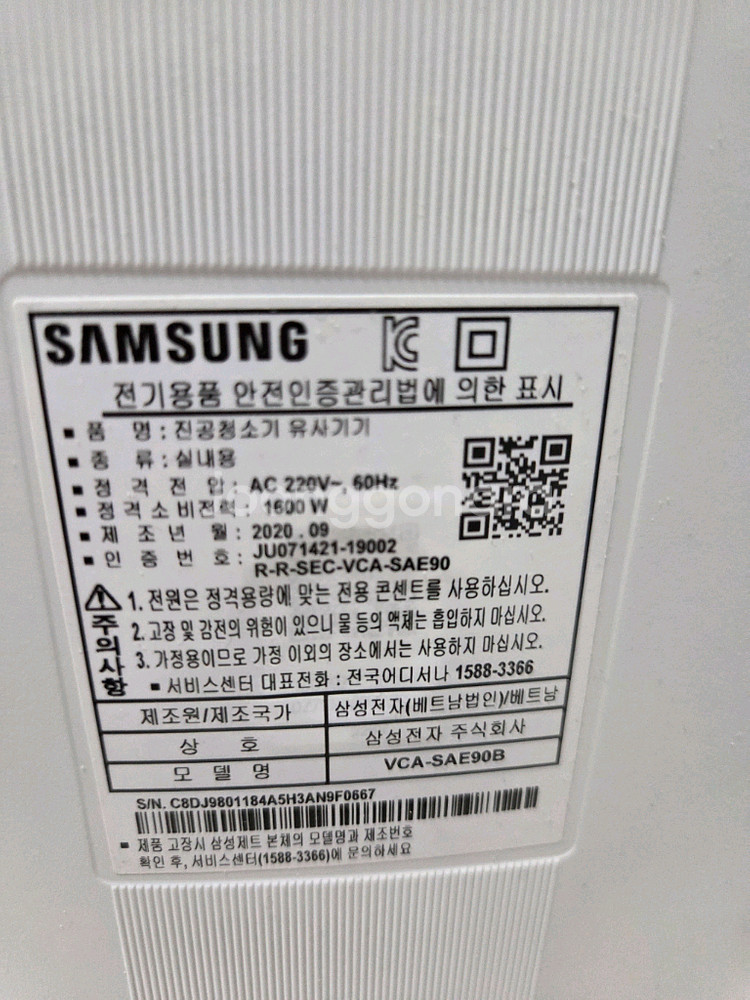 SAMSUNG
전기용품 안전인증관리법에 의한 표시
▪ 품 명 : 진공청소기 유사기기
▪ 종 류 : 실내용
▪ 정 격 전 압 : AC 220V~, 60Hz
▪ 정격소비전력 : 1600 W
▪ 제 조 년 월 : 2020 . 09
▪ 인 증 번 호 : JU071421-19002
R-R-SEC-VCA-SAE90
주의사항
1. 전원은 정격용량에 맞는 전용 콘센트를 사용하십시오.
2. 고장 및 감전의 위험이 있으니 물 등의 액체는 흡입하지 마십시오.
3. 가정용이므로 가정 이외의 장소에서는 사용하지 마십시오.
▪ 서비스센터 대표전화 : 전국어디서나 1588-3366
제조원/제조국가 삼성전자(베트남법인)/베트남
상 호 삼성전자 주식회사
모 델 명 VCA-SAE90B
S/N. C8DJ9801184A5H3AN9F0667
▪ 제품 고장시 삼성제트 본체의 모델명과 제조번호
확인 후, 서비스센터(1588-3366)에 문의하세요